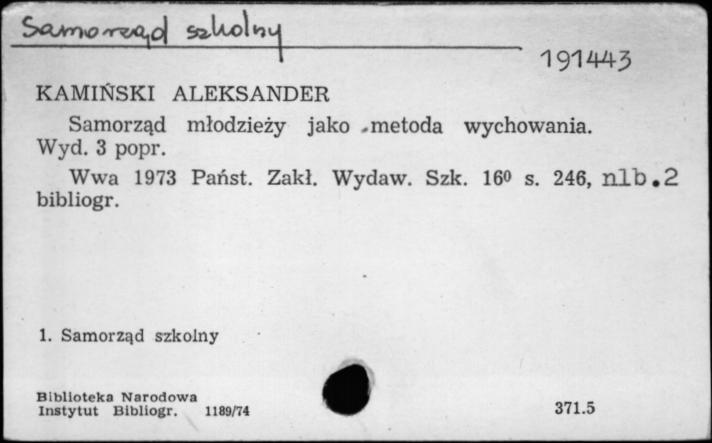 Samorząd szkolny
191443
KAMIŃSKI ALEKSANDER
Samorząd młodzieży jako metoda wychowania.
Wyd. 3 popr.
Wwa 1973 Państ. Zakł. Wydaw. Szk. 16⁰ s. 246, nlb.2
bibliogr.
1. Samorząd szkolny
Biblioteka Narodowa
Instytut Bibliogr. 1189/74
371.5